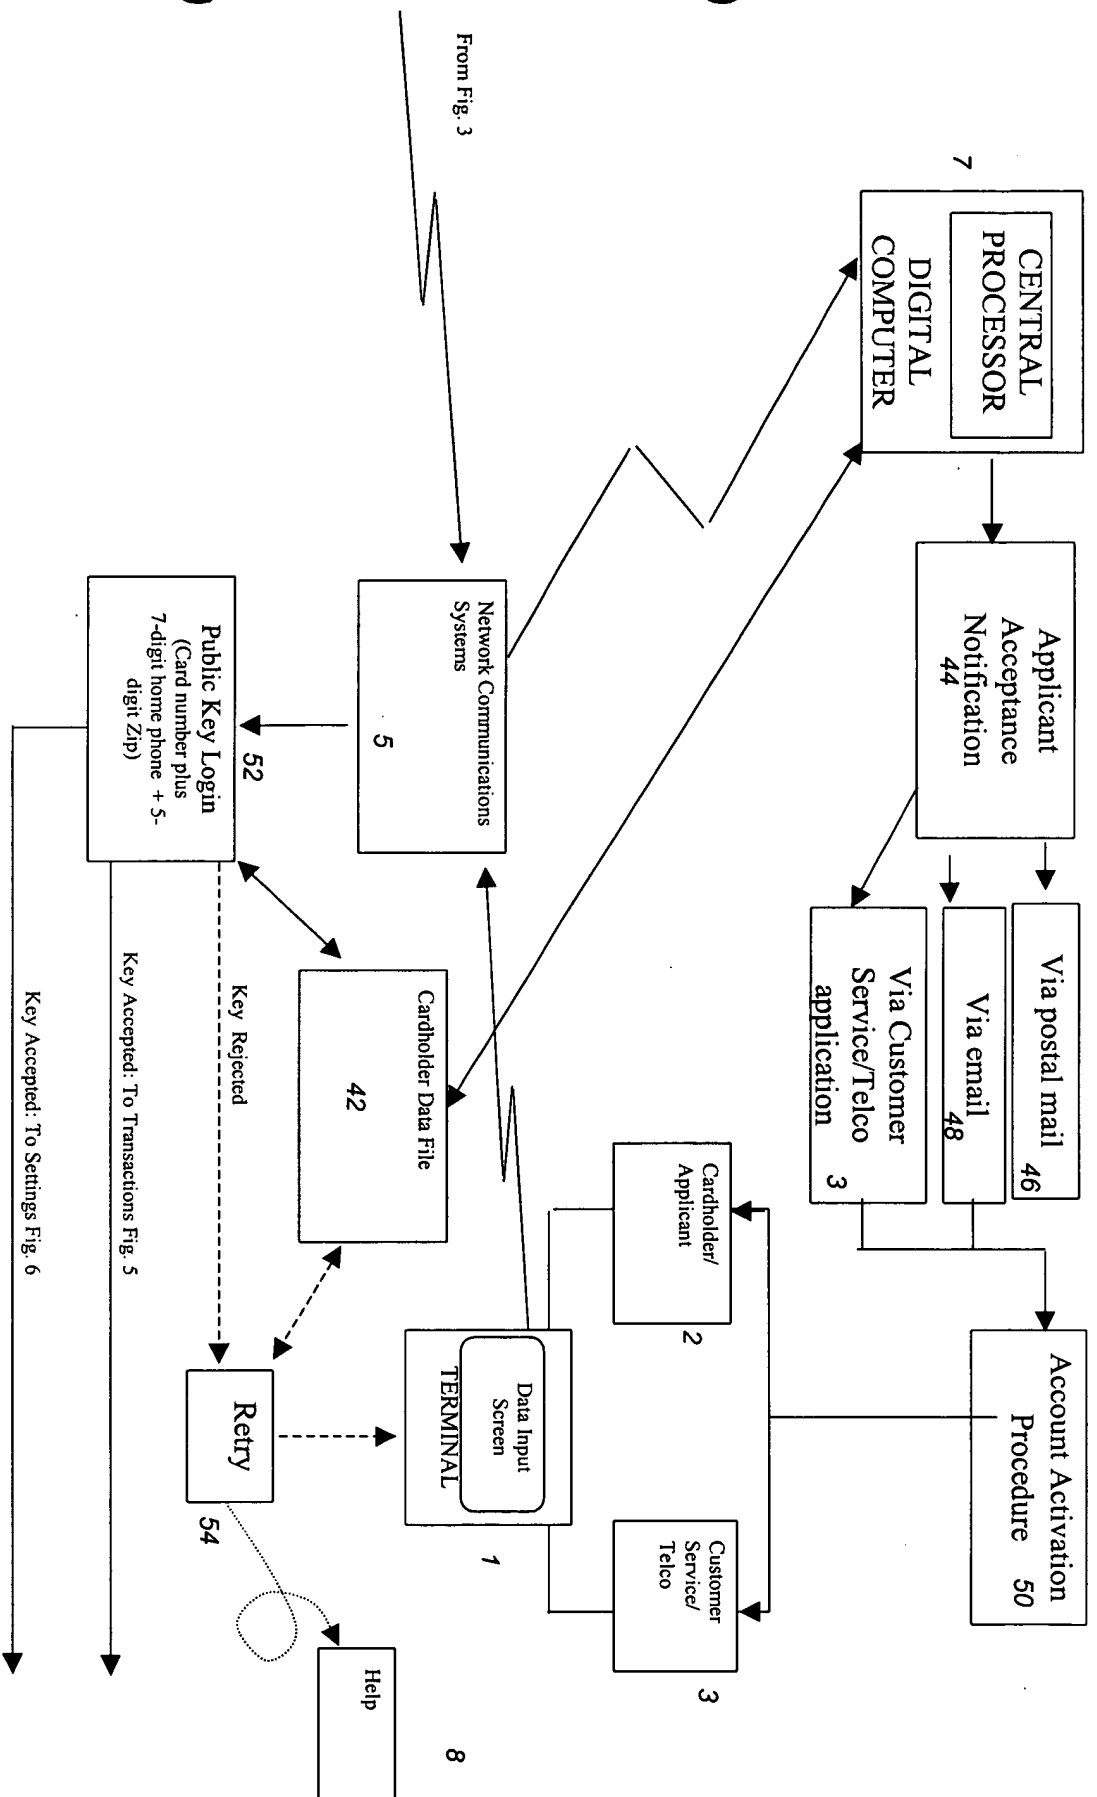 From Fig. 3
7
CENTRAL
PROCESSOR
DIGITAL
COMPUTER
Applicant
Acceptance
Notification
44
Via postal mail
46
Via email
48
Via Customer
Service/Telco
application
3
Account Activation
Procedure
50
Network Communications
Systems
5
Cardholder/
Applicant
2
Customer
Service/
Telco
3
Cardholder Data File
42
Data Input
Screen
TERMINAL
1
52
Public Key Login
(Card number plus
7-digit home phone + 5-
digit Zip)
Key Rejected
Retry
54
Help
8
Key Accepted: To Transactions Fig. 5
Key Accepted: To Settings Fig. 6